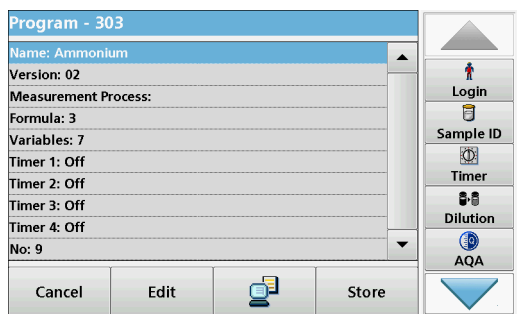 Program - 303
Name: Ammonium
Version: 02
Measurement Process:
Formula: 3
Variables: 7
Timer 1: Off
Timer 2: Off
Timer 3: Off
Timer 4: Off
No: 9
Cancel
Edit
Store
Login
Sample ID
Timer
Dilution
AQA